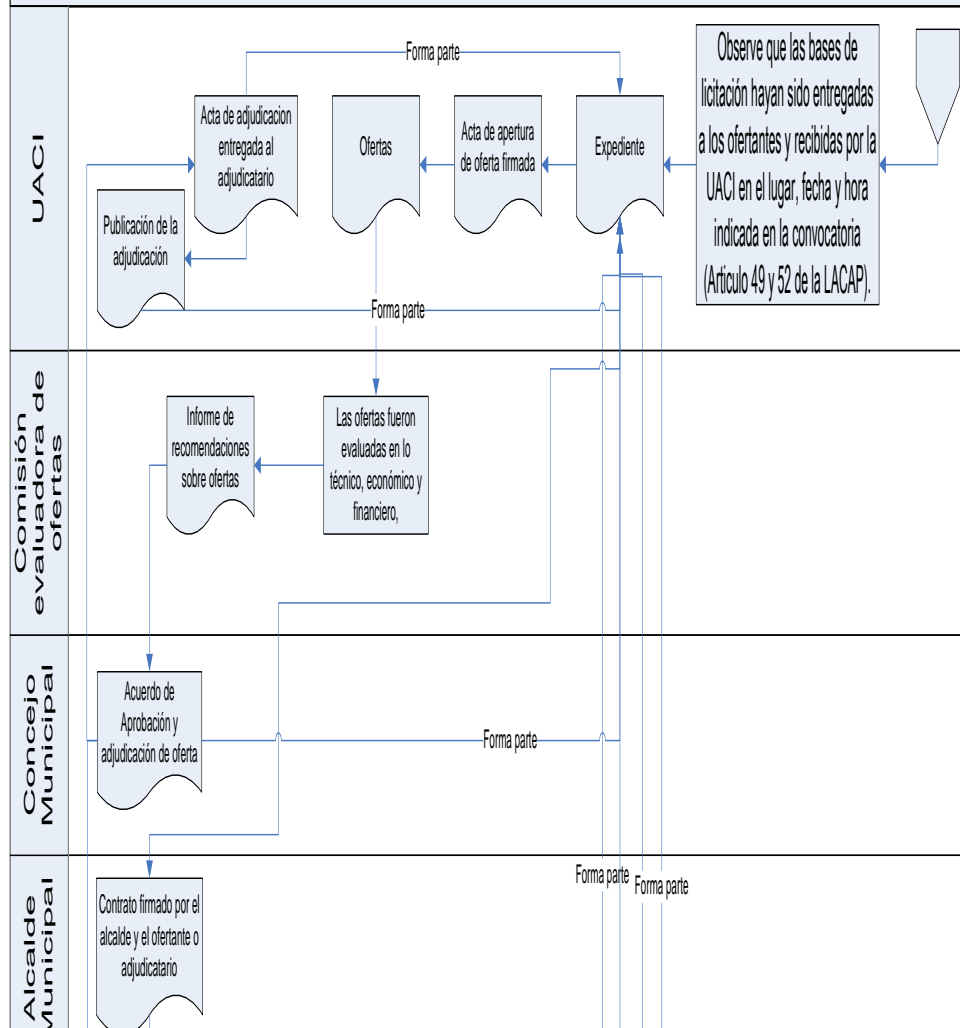 UACI
Forma parte
Acta de adjudicacion
entregada al
adjudicatario
Ofertas
Acta de apertura
de oferta firmada
Expediente
Observe que las bases de
licitación hayan sido entregadas
a los ofertantes y recibidas por la
UACI en el lugar, fecha y hora
indicada en la convocatoria
(Articulo 49 y 52 de la LACAP).
Publicación de la
adjudicación
Forma parte
Comisión
evaluadora de
ofertas
Informe de
recomendaciones
sobre ofertas
Las ofertas fueron
evaluadas en lo
técnico, económico y
financiero,
Concejo
Municipal
Acuerdo de
Aprobación y
adjudicación de oferta
Forma parte
Alcalde
Municipal
Contrato firmado por el
alcalde y el ofertante o
adjudicatario
Forma parte
Forma parte